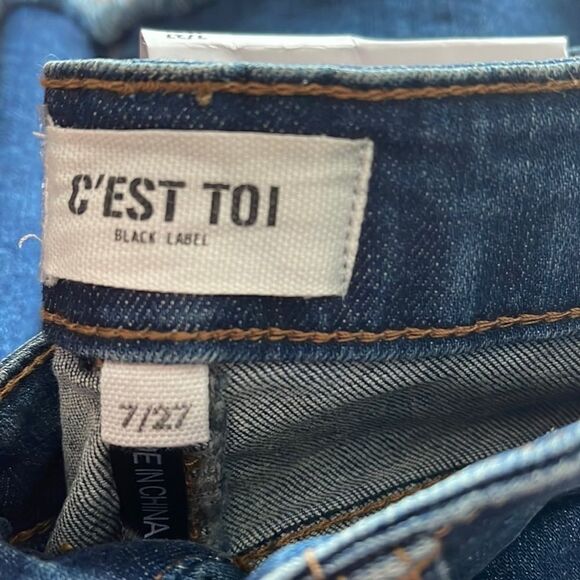 C'EST TOI
BLACK LABEL
7/27
E IN CHINA